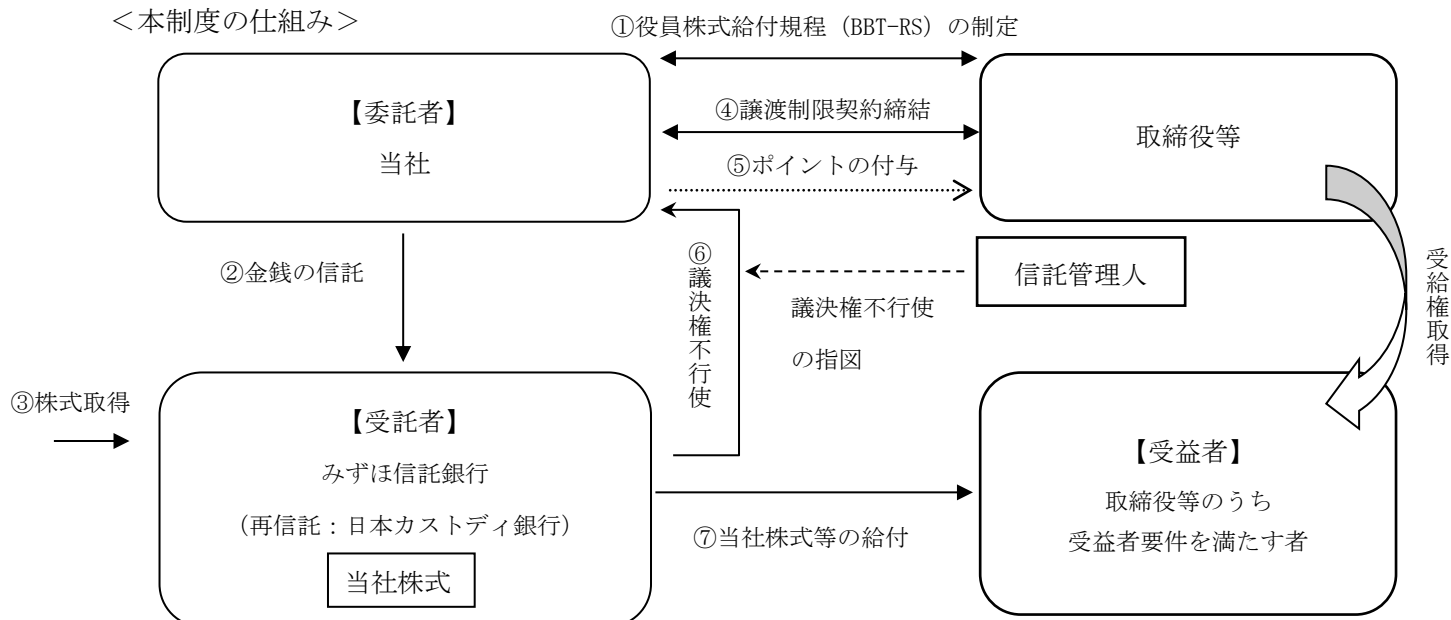 ＜本制度の仕組み＞
①役員株式給付規程（BBT-RS）の制定
【委託者】
当社
④譲渡制限契約締結
取締役等
⑤ポイントの付与
②金銭の信託
⑥議決権不行使
信託管理人
議決権不行使
の指図
受給権取得
③株式取得
【受託者】
みずほ信託銀行
（再信託：日本カストディ銀行）
当社株式
⑦当社株式等の給付
【受益者】
取締役等のうち
受益者要件を満たす者